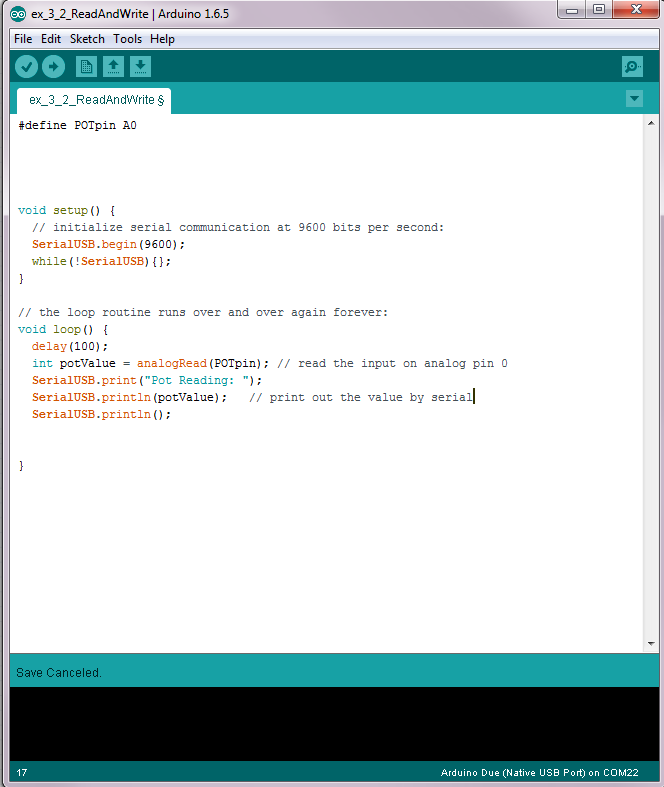 ex_3_2_ReadAndWrite | Arduino 1.6.5
File Edit Sketch Tools Help
ex_3_2_ReadAndWrite §
#define POTpin A0
void setup() {
  // initialize serial communication at 9600 bits per second:
  SerialUSB.begin(9600);
  while(!SerialUSB){};
}
// the loop routine runs over and over again forever:
void loop() {
  delay(100);
  int potValue = analogRead(POTpin); // read the input on analog pin 0
  SerialUSB.print("Pot Reading: ");
  SerialUSB.println(potValue);   // print out the value by serial
  SerialUSB.println();
}
Save Canceled.
17 Arduino Due (Native USB Port) on COM22